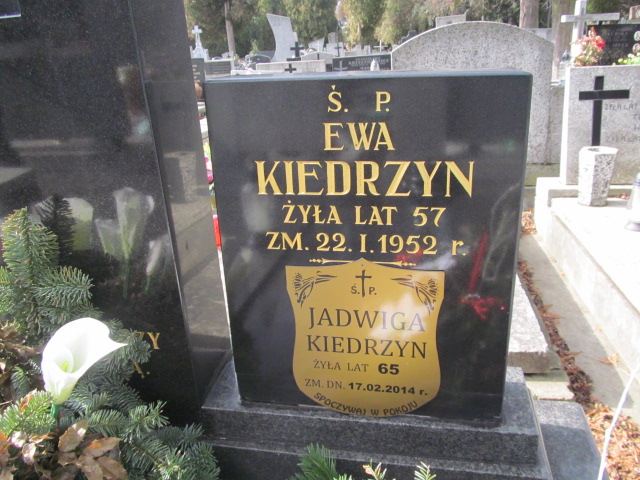 Ś. P.
EWA
KIEDRZYN
ŻYŁA LAT 57
ZM. 22. I. 1952 r.
Ś. P.
JADWIGA
KIEDRZYN
ŻYŁA LAT 65
ZM. DN. 17.02.2014 r.
SPOCZYWAJ W POKOJU